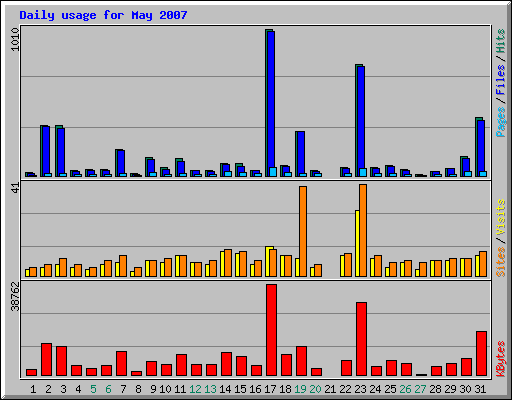 Daily usage for May 2007
1010
Pages / Files / Hits
41
Sites / Visits
38762
KBytes
1 2 3 4 5 6 7 8 9 10 11 12 13 14 15 16 17 18 19 20 21 22 23 24 25 26 27 28 29 30 31